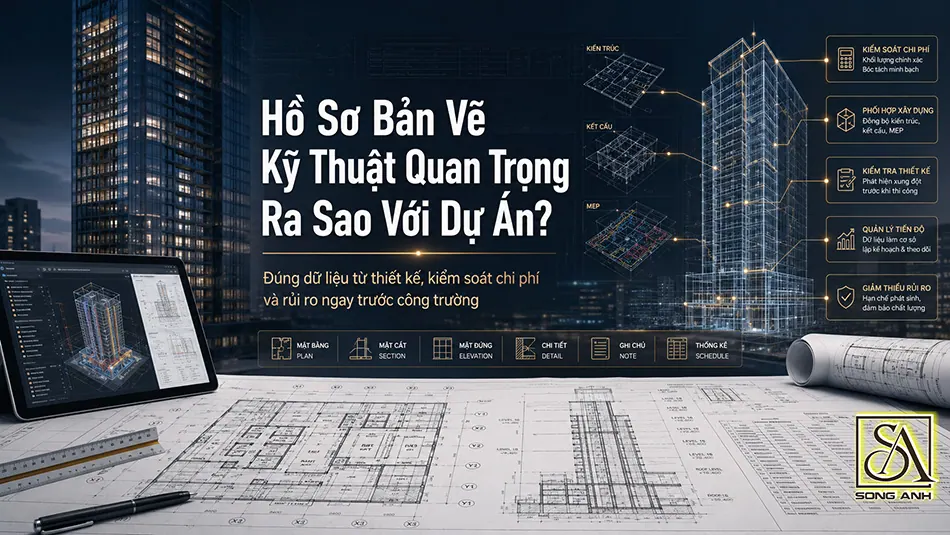 Hồ Sơ Bản Vẽ
Kỹ Thuật Quan Trọng
Ra Sao Với Dự Án?
Đúng dữ liệu từ thiết kế, kiểm soát chi phí
và rủi ro ngay trước công trường
MẶT BẰNG
PLAN
MẶT CẮT
SECTION
MẶT ĐỨNG
ELEVATION
CHI TIẾT
DETAIL
GHI CHÚ
NOTE
THỐNG KÊ
SCHEDULE
KIẾN TRÚC
KẾT CẤU
MEP
KIỂM SOÁT CHI PHÍ
Khối lượng chính xác
Bóc tách minh bạch
PHỐI HỢP XÂY DỰNG
Đồng bộ kiến trúc,
kết cấu, MEP
KIỂM TRA THIẾT KẾ
Phát hiện xung đột
trước khi thi công
QUẢN LÝ TIẾN ĐỘ
Dữ liệu làm cơ sở
lập kế hoạch & theo dõi
GIẢM THIỂU RỦI RO
Hạn chế phát sinh,
đảm bảo chất lượng
SA
SONG ANH